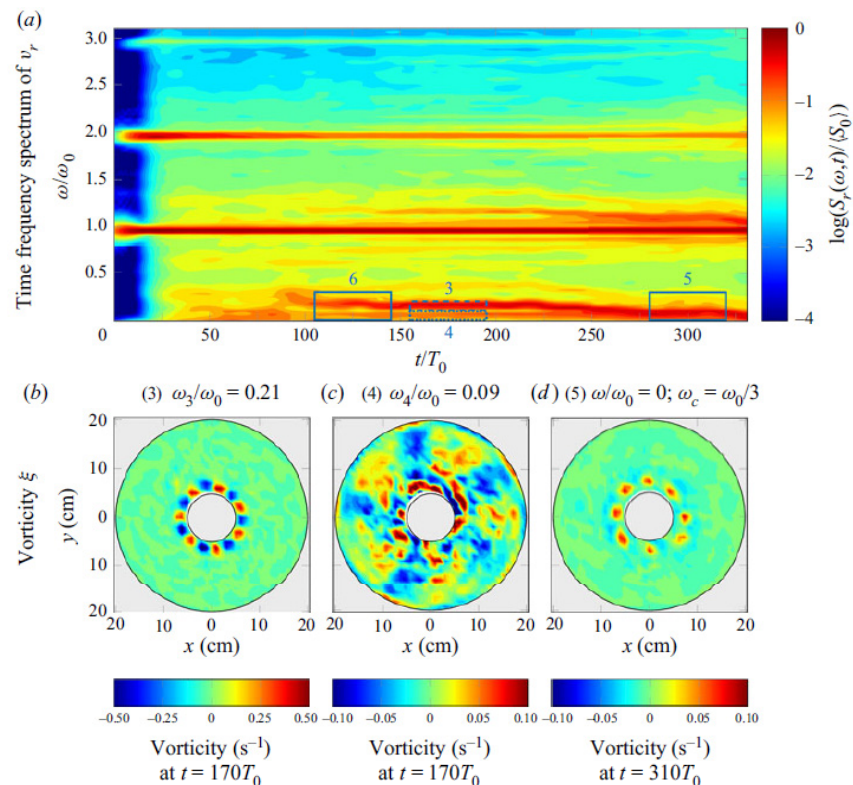 (a)
Time frequency spectrum of v_r
ω/ω_0
3.0
2.5
2.0
1.5
1.0
0.5
6
3
4
5
0 50 100 150 200 250 300
t/T_0
0
–1
–2
–3
–4
log(S_r(ω,t)/⟨S_0⟩)
(b) (3) ω_3/ω_0 = 0.21
(c) (4) ω_4/ω_0 = 0.09
(d) (5) ω/ω_0 = 0; ω_c = ω_0/3
Vorticity ξ
y (cm)
20
10
0
10
20
20 10 0 10 20
x (cm)
20 10 0 10 20
x (cm)
20 10 0 10 20
x (cm)
–0.50 –0.25 0 0.25 0.50
Vorticity (s⁻¹)
at t = 170T_0
–0.10 –0.05 0 0.05 0.10
Vorticity (s⁻¹)
at t = 170T_0
–0.10 –0.05 0 0.05 0.10
Vorticity (s⁻¹)
at t = 310T_0